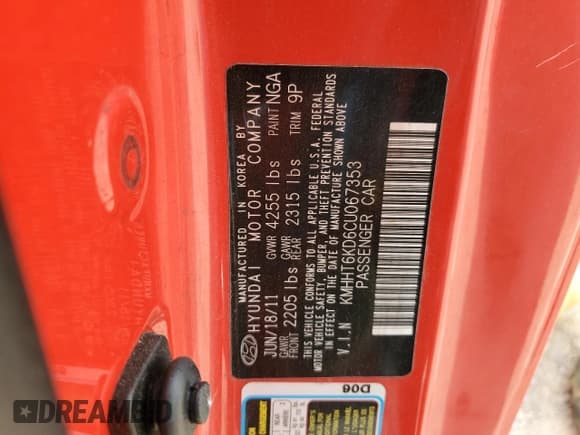 MANUFACTURED IN KOREA BY
HYUNDAI MOTOR COMPANY
JUN/18/11 GVWR 4255 lbs PAINT NGA
GAWR FRONT 2205 lbs GAWR REAR 2315 lbs TRIM 9P
THIS VEHICLE CONFORMS TO ALL APPLICABLE U.S.A. FEDERAL
MOTOR VEHICLE SAFETY, BUMPER, AND THEFT PREVENTION STANDARDS
IN EFFECT ON THE DATE OF MANUFACTURE SHOWN ABOVE
V.I.N KMHHT6KD6CU067353
PASSENGER CAR
D06
REAR
DREAMBID